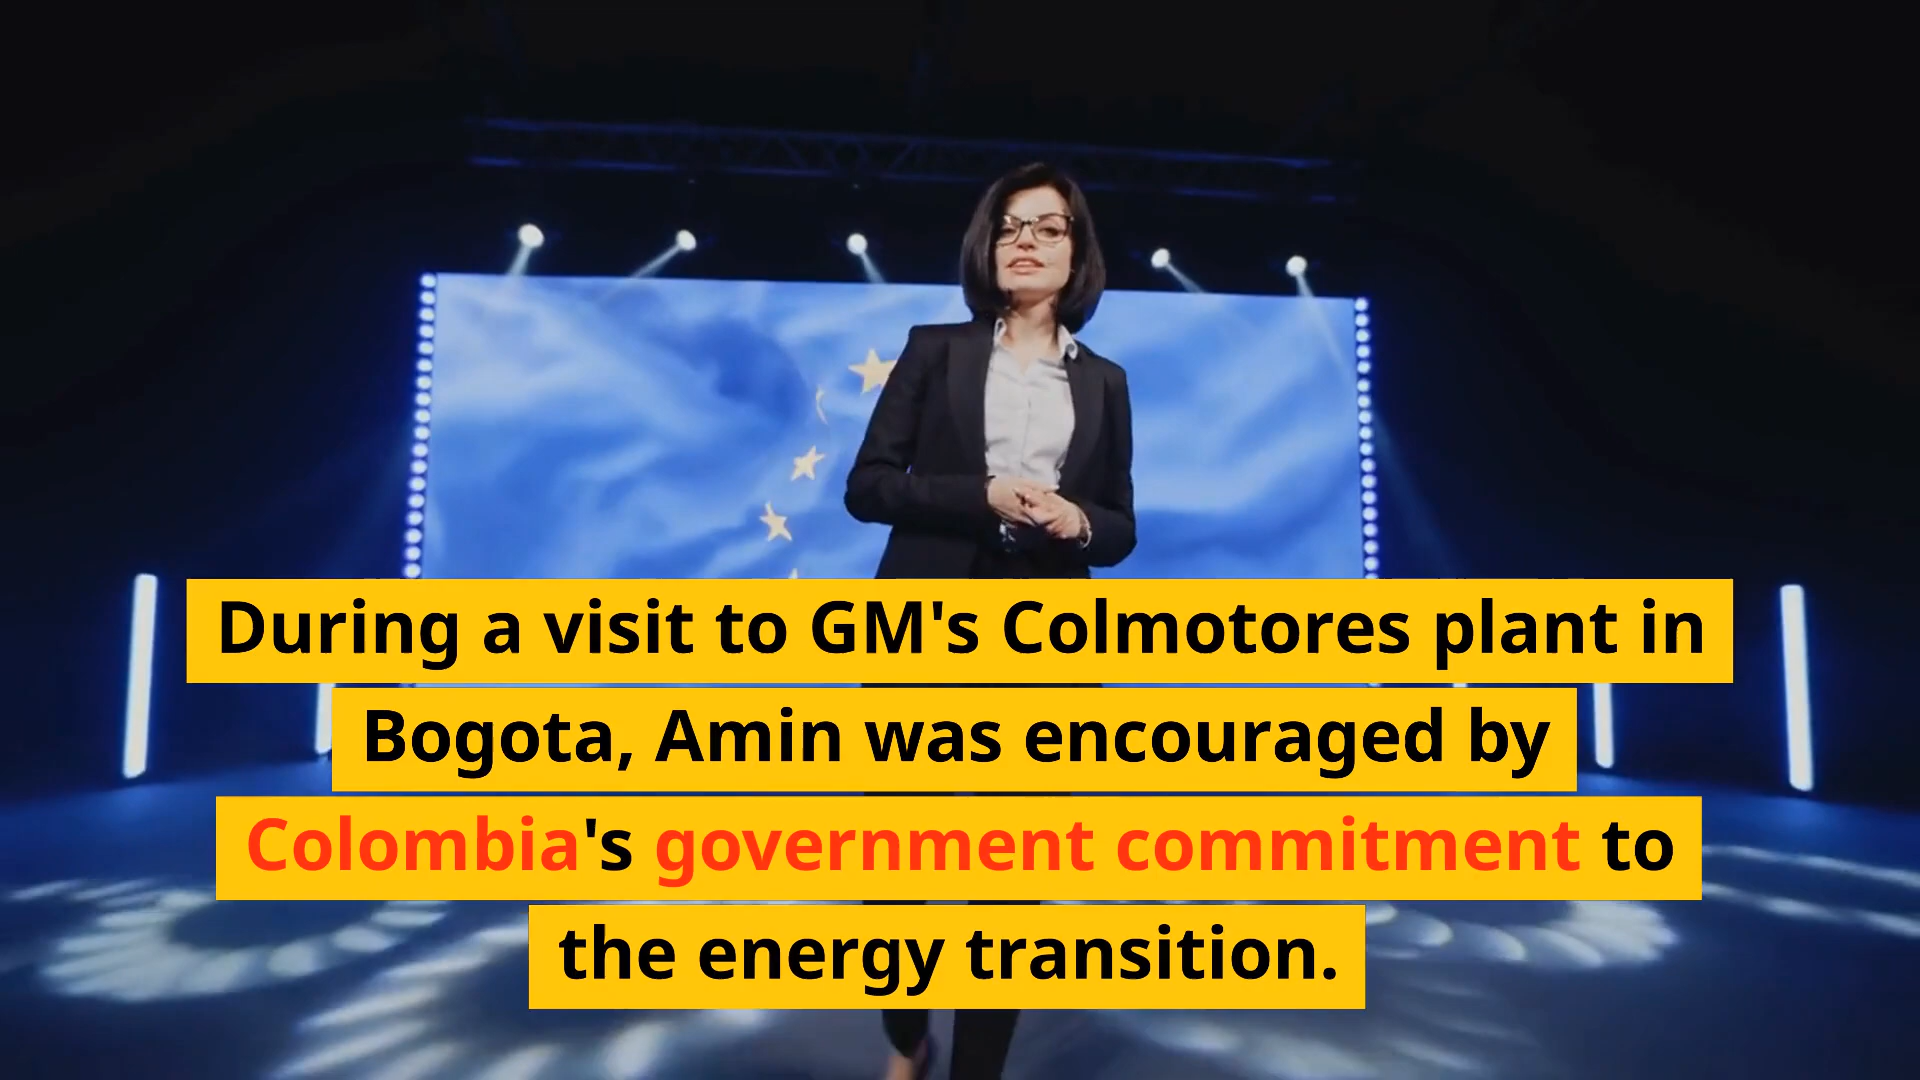 During a visit to GM's Colmotores plant in
Bogota, Amin was encouraged by
Colombia's government commitment to
the energy transition.